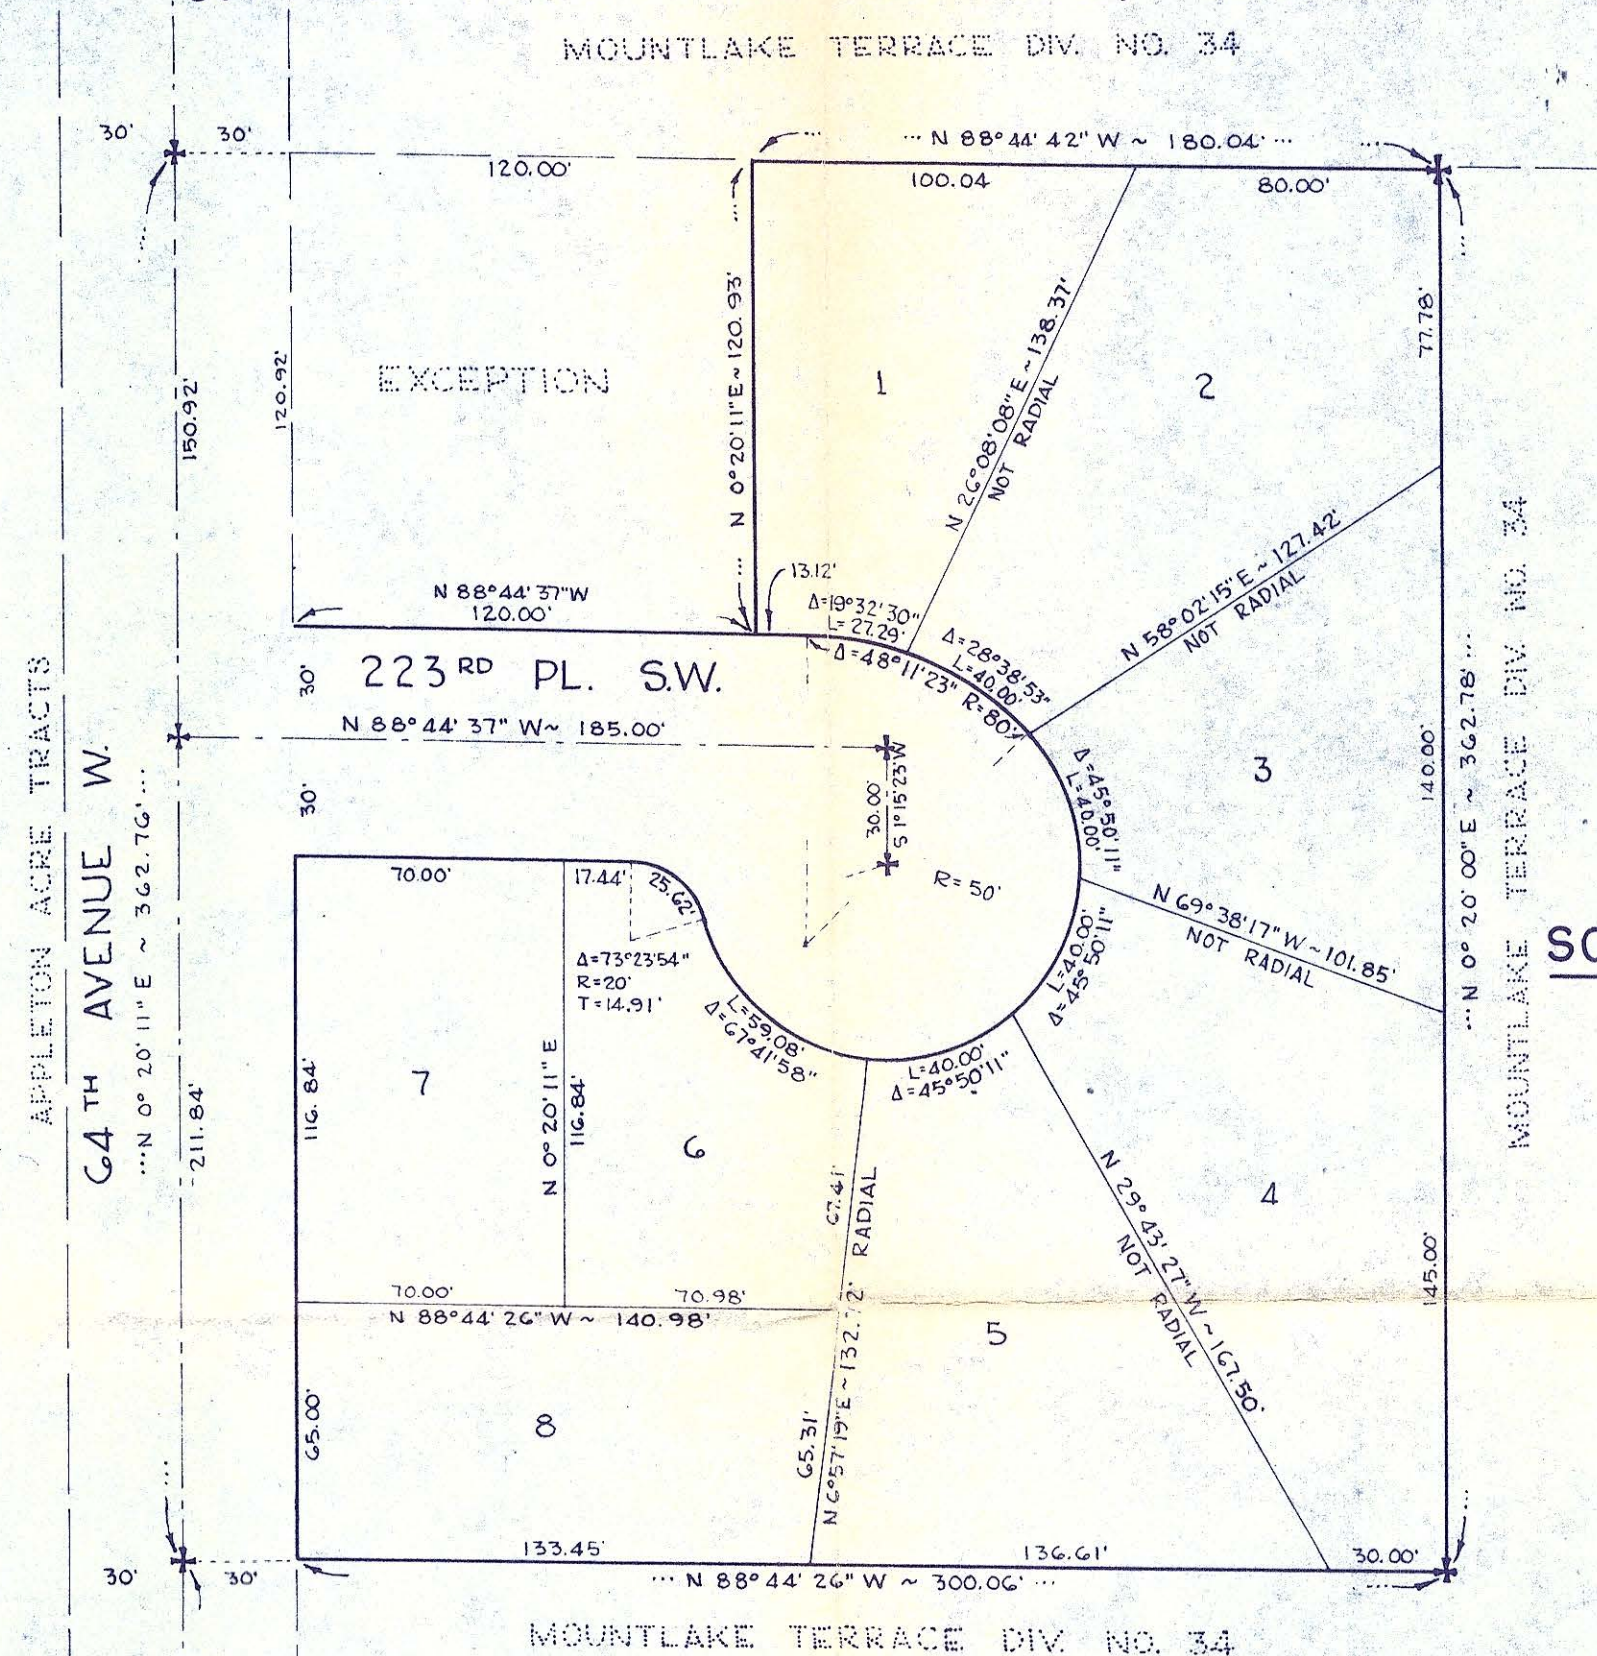 MOUNTLAKE TERRACE DIV. NO. 34
30'
30'
... N 88°44'42" W ~ 180.04' ...
120.00'
100.04
80.00'
150.92'
120.92'
EXCEPTION
... N 0°20'11" E ~ 120.93' ...
1
N 26°08'08" E ~ 138.37'
NOT RADIAL
2
77.78'
N 88°44'37" W
120.00'
13.12'
Δ=19°32'30"
L=27.29'
Δ=28°38'53"
L=40.00'
Δ=48°11'23" R=80'
N 58°02'15" E ~ 127.42'
NOT RADIAL
30'
223RD PL. S.W.
N 88°44'37" W ~ 185.00'
30'
30.00'
S 1°15'23" W
R=50'
Δ=45°50'11"
L=40.00'
3
140.00'
... N 0°20'00" E ~ 362.78' ...
MOUNTLAKE TERRACE DIV. NO. 34
SC
APPLETON ACRE TRACTS
64TH AVENUE W.
... N 0°20'11" E ~ 362.76' ...
211.84'
70.00'
17.44'
25.62'
Δ=73°23'54"
R=20'
T=14.91'
N 69°38'17" W ~ 101.85'
NOT RADIAL
L=40.00'
Δ=45°50'11"
L=59.08'
Δ=67°41'58"
L=40.00'
Δ=45°50'11"
116.84'
7
N 0°20'11" E
116.84'
6
67.41'
RADIAL
N 6°57'19" E ~ 132.72'
N 29°43'27" W ~ 167.50'
NOT RADIAL
4
145.00'
70.00'
70.98'
N 88°44'26" W ~ 140.98'
5
65.00'
8
65.31'
133.45'
136.61'
30.00'
30'
30'
... N 88°44'26" W ~ 300.06' ...
MOUNTLAKE TERRACE DIV. NO. 34